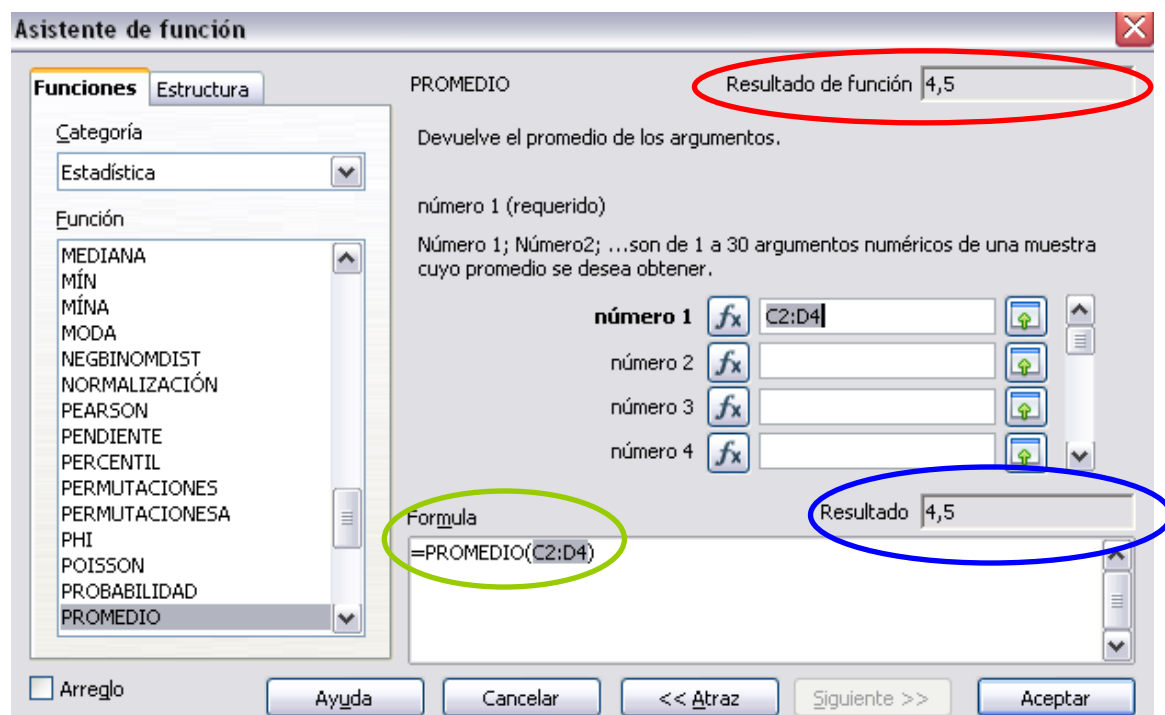 Asistente de función
Funciones Estructura
Categoría
Estadística
Función
MEDIANA
MÍN
MÍNA
MODA
NEGBINOMDIST
NORMALIZACIÓN
PEARSON
PENDIENTE
PERCENTIL
PERMUTACIONES
PERMUTACIONESA
PHI
POISSON
PROBABILIDAD
PROMEDIO
PROMEDIO
Resultado de función 4,5
Devuelve el promedio de los argumentos.
número 1 (requerido)
Número 1; Número2; ...son de 1 a 30 argumentos numéricos de una muestra
cuyo promedio se desea obtener.
número 1 fx C2:D4
número 2 fx
número 3 fx
número 4 fx
Formula
Resultado 4,5
=PROMEDIO(C2:D4)
Arreglo
Ayuda
Cancelar
<< Atraz
Siguiente >>
Aceptar